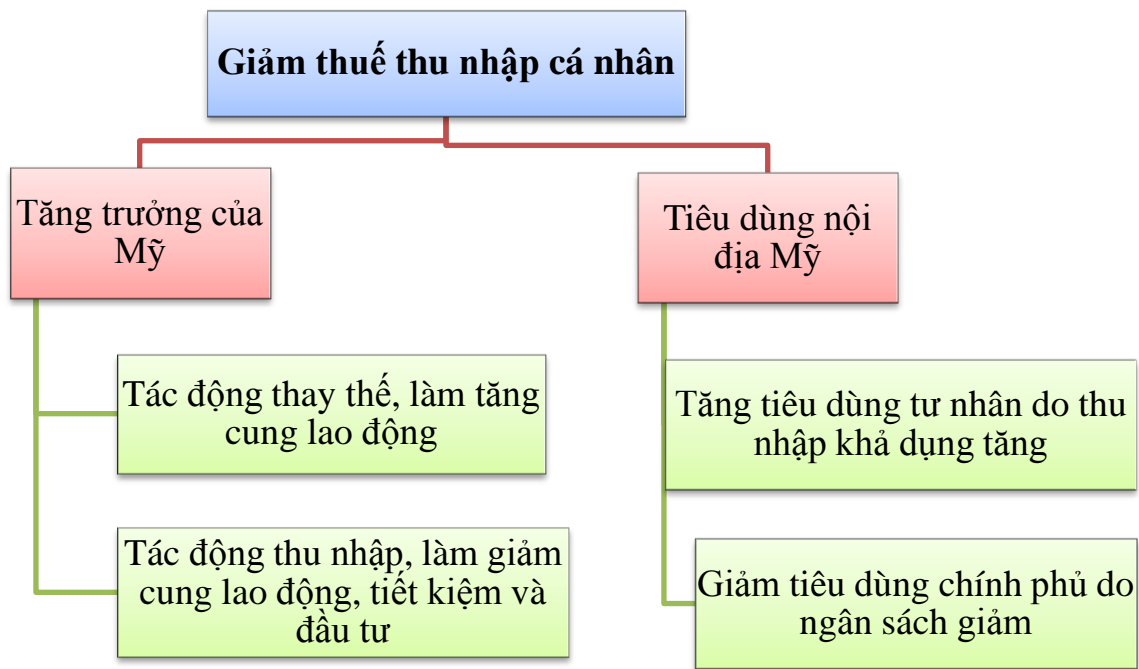 Giảm thuế thu nhập cá nhân
Tăng trưởng của
Mỹ
Tác động thay thế, làm tăng
cung lao động
Tác động thu nhập, làm giảm
cung lao động, tiết kiệm và
đầu tư
Tiêu dùng nội
địa Mỹ
Tăng tiêu dùng tư nhân do thu
nhập khả dụng tăng
Giảm tiêu dùng chính phủ do
ngân sách giảm